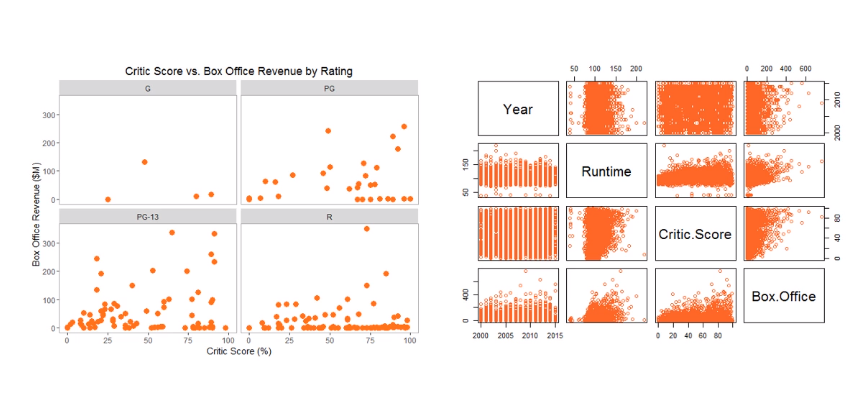 Critic Score vs. Box Office Revenue by Rating
G
PG
300
200
100
0
PG-13
R
300
200
100
0
Box Office Revenue ($M)
0 25 50 75 100 0 25 50 75 100
Critic Score (%)
50 100 150 200
0 200 400 600
Year
2000 2010
50 150
Runtime
Critic.Score
0 40 80
0 400
Box.Office
2000 2005 2010 2015
0 20 40 60 80